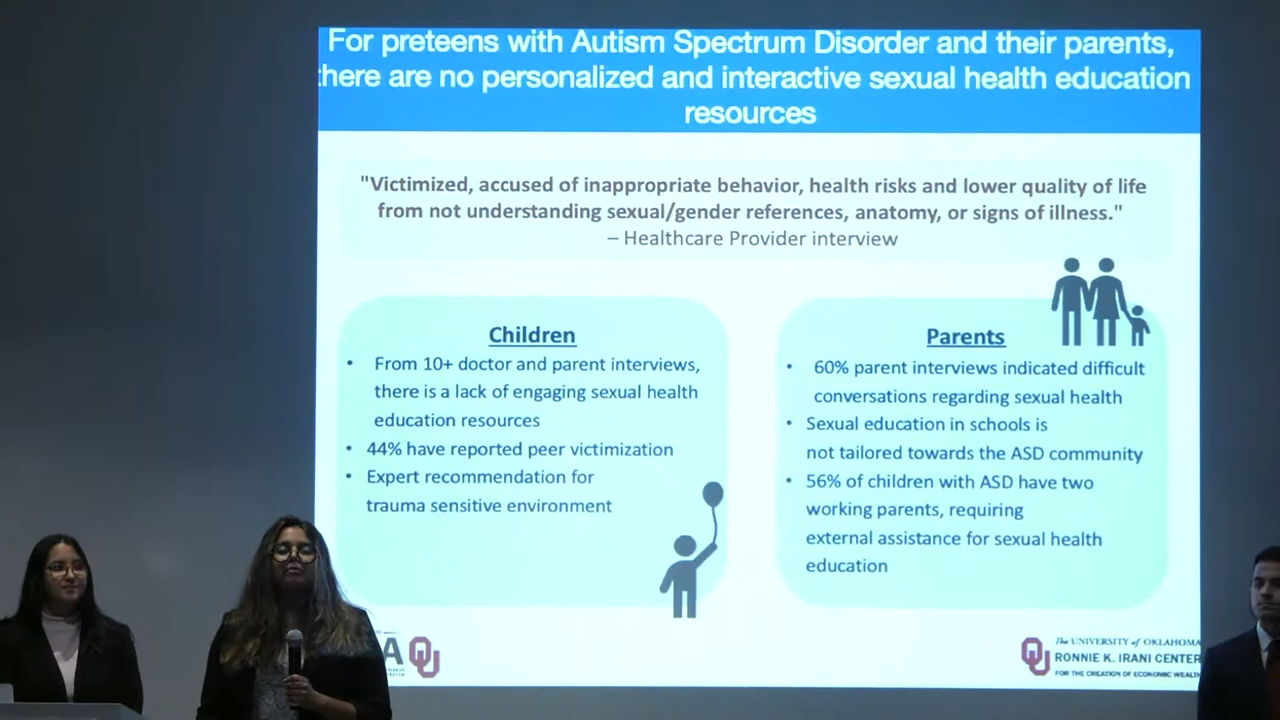 For preteens with Autism Spectrum Disorder and their parents,
there are no personalized and interactive sexual health education
resources
"Victimized, accused of inappropriate behavior, health risks and lower quality of life
from not understanding sexual/gender references, anatomy, or signs of illness."
– Healthcare Provider interview
Children
• From 10+ doctor and parent interviews,
there is a lack of engaging sexual health
education resources
• 44% have reported peer victimization
• Expert recommendation for
trauma sensitive environment
Parents
• 60% parent interviews indicated difficult
conversations regarding sexual health
• Sexual education in schools is
not tailored towards the ASD community
• 56% of children with ASD have two
working parents, requiring
external assistance for sexual health
education
A OU
OU
The UNIVERSITY of OKLAHOMA
RONNIE K. IRANI CENTER
FOR THE CREATION OF ECONOMIC WEALTH